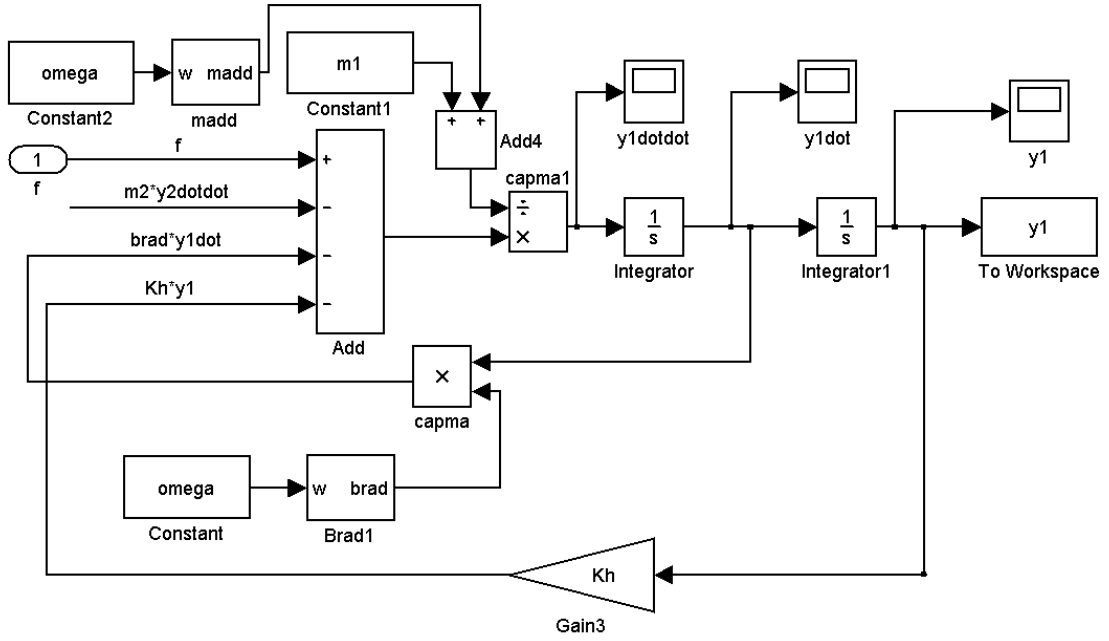 omega
Constant2
w madd
madd
m1
Constant1
+ +
Add4
y1dotdot
y1dot
y1
1
f
f
m2*y2dotdot
brad*y1dot
Kh*y1
+
−
−
−
Add
capma1
÷
×
1
s
Integrator
1
s
Integrator1
y1
To Workspace
×
capma
omega
Constant
w brad
Brad1
Kh
Gain3